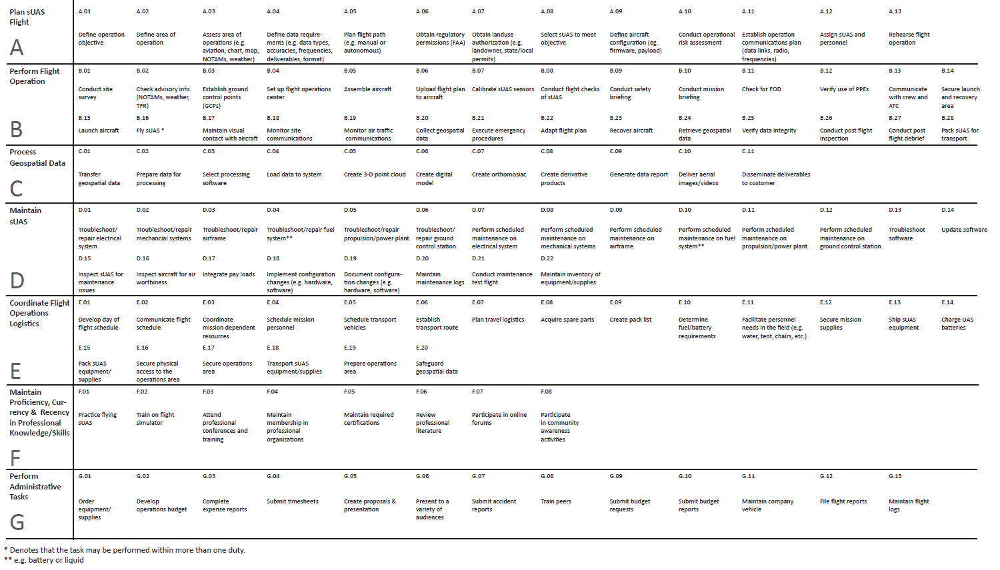 Plan sUAS
Flight
A
A.01 A.02 A.03 A.04 A.05 A.06 A.07 A.08 A.09 A.10 A.11 A.12 A.13
Define operation
objective
Define area of
operation
Assess area of
operations (e.g.
aviation, chart, map,
NOTAMs, weather)
Define data require-
ments (e.g. data types,
accuracies, frequencies,
deliverables, format)
Plan flight path
(e.g. manual or
autonomous)
Obtain regulatory
permissions (FAA)
Obtain landuse
authorization (e.g.
landowner, state/local
permits)
Select sUAS to meet
objective
Define aircraft
configuration (eg.
firmware, payload)
Conduct operational
risk assessment
Establish operation
communications plan
(data links, radio,
frequencies)
Assign sUAS and
personnel
Rehearse flight
operation
Perform Flight
Operation
B
B.01 B.02 B.03 B.04 B.05 B.06 B.07 B.08 B.09 B.10 B.11 B.12 B.13 B.14
Conduct site
survey
Check advisory info
(NOTAMs, weather,
TFR)
Establish ground
control points
(GCPs)
Set up flight operations
center
Assemble aircraft
Upload flight plan
to aircraft
Calibrate sUAS sensors
Conduct flight checks
of sUAS
Conduct safety
briefing
Conduct mission
briefing
Check for FOD
Verify use of PPEs
Communicate
with crew and
ATC
Secure launch
and recovery
area
B.15 B.16 B.17 B.18 B.19 B.20 B.21 B.22 B.23 B.24 B.25 B.26 B.27 B.28
Launch aircraft
Fly sUAS *
Maintain visual
contact with aircraft
Monitor site
communications
Monitor air traffic
communications
Collect geospatial
data
Execute emergency
procedures
Adapt flight plan
Recover aircraft
Retrieve geospatial
data
Verify data integrity
Conduct post flight
inspection
Conduct post
flight debrief
Pack sUAS for
transport
Process
Geospatial Data
C
C.01 C.02 C.03 C.04 C.05 C.06 C.07 C.08 C.09 C.10 C.11
Transfer
geospatial data
Prepare data for
processing
Select processing
software
Load data to system
Create 3-D point cloud
Create digital
model
Create orthomosiac
Create derivative
products
Generate data report
Deliver aerial
images/videos
Disseminate deliverables
to customer
Maintain
sUAS
D
D.01 D.02 D.03 D.04 D.05 D.06 D.07 D.08 D.09 D.10 D.11 D.12 D.13 D.14
Troubleshoot/
repair electrical
system
Troubleshoot/repair
mechancial systems
Troubleshoot/repair
airframe
Troubleshoot/repair fuel
system**
Troubleshoot/repair
propulsion/power plant
Troubleshoot/
repair ground
control station
Perform scheduled
maintenance on
electrical system
Perform scheduled
maintenance on
mechanical systems
Perform scheduled
maintenance on
airframe
Perform scheduled
maintenance on fuel
system**
Perform scheduled
maintenance on
propulsion/power plant
Perform scheduled
maintenance on
ground control station
Troubleshoot
software
Update software
D.15 D.16 D.17 D.18 D.19 D.20 D.21 D.22
Inspect sUAS for
maintenance
issues
Inspect aircraft for air
worthiness
Integrate pay loads
Implement configuration
changes (e.g. hardware,
software)
Document configura-
tion changes (e.g.
hardware, software)
Maintain
maintenance logs
Conduct maintenance
test flight
Maintain inventory of
equipment/supplies
Coordinate Flight
Operations
Logistics
E
E.01 E.02 E.03 E.04 E.05 E.06 E.07 E.08 E.09 E.10 E.11 E.12 E.13 E.14
Develop day of
flight schedule
Communicate flight
schedule
Coordinate
mission dependent
resources
Schedule mission
personnel
Schedule transport
vehicles
Establish
transport route
Plan travel logistics
Acquire spare parts
Create pack list
Determine
fuel/battery
requirements
Facilitate personnel
needs in the field (e.g.
water, tent, chairs, etc.)
Secure mission
supplies
Ship sUAS
equipment
Charge UAS
batteries
E.15 E.16 E.17 E.18 E.19 E.20
Pack sUAS
equipment/
supplies
Secure physical
access to the
operations area
Secure operations
area
Transport sUAS
equipment/supplies
Prepare operations
area
Safeguard
geospatial data
Maintain
Proficiency, Cur-
rency & Recency
in Professional
Knowledge/Skills
F
F.01 F.02 F.03 F.04 F.05 F.06 F.07 F.08
Practice flying
sUAS
Train on flight
simulator
Attend
professional
conferences and
training
Maintain
membership in
professional
organizations
Maintain required
certifications
Review
professional
literature
Participate in online
forums
Participate
in community
awareness
activities
Perform
Administrative
Tasks
G
G.01 G.02 G.03 G.04 G.05 G.06 G.07 G.08 G.09 G.10 G.11 G.12 G.13
Order
equipment/
supplies
Develop
operations budget
Complete
expense reports
Submit timesheets
Create proposals &
presentation
Present to a
variety of
audiences
Submit accident
reports
Train peers
Submit budget
requests
Submit budget
reports
Maintain company
vehicle
File flight reports
Maintain flight
logs
* Denotes that the task may be performed within more than one duty.
** e.g. battery or liquid